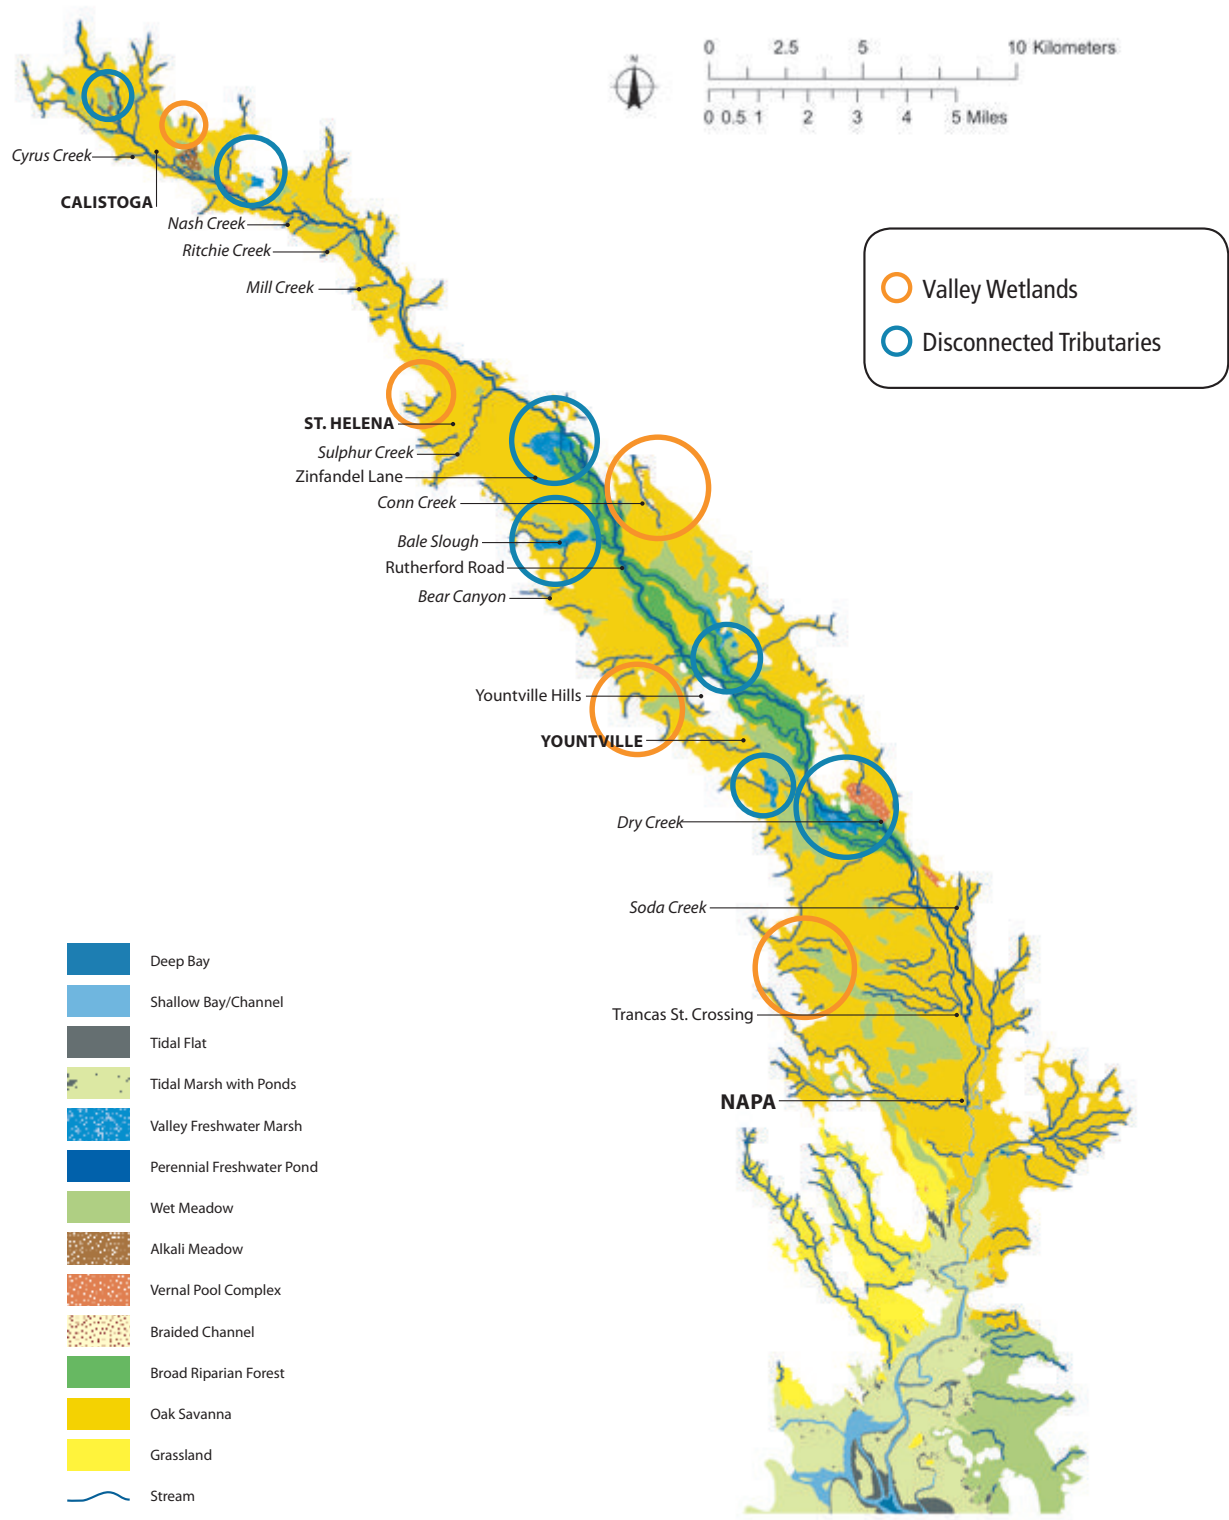 N
0 2.5 5 10 Kilometers
0 0.5 1 2 3 4 5 Miles
Cyrus Creek
CALISTOGA
Nash Creek
Ritchie Creek
Mill Creek
Valley Wetlands
Disconnected Tributaries
ST. HELENA
Sulphur Creek
Zinfandel Lane
Conn Creek
Bale Slough
Rutherford Road
Bear Canyon
Yountville Hills
YOUNTVILLE
Dry Creek
Soda Creek
Trancas St. Crossing
NAPA
Deep Bay
Shallow Bay/Channel
Tidal Flat
Tidal Marsh with Ponds
Valley Freshwater Marsh
Perennial Freshwater Pond
Wet Meadow
Alkali Meadow
Vernal Pool Complex
Braided Channel
Broad Riparian Forest
Oak Savanna
Grassland
Stream